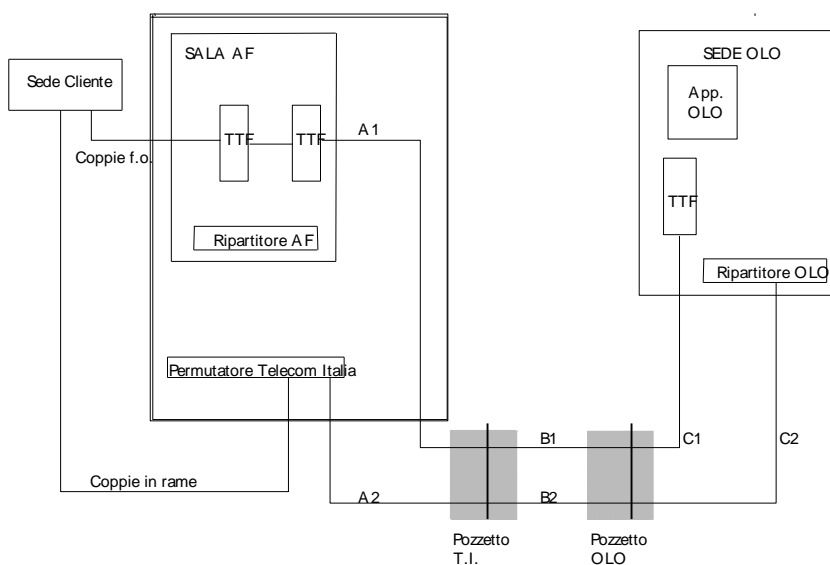 SALA AF
SEDE OLO
Sede Cliente
App.
OLO
TTF
TTF
A1
Coppie f.o.
TTF
Ripartitore AF
Ripartitore OLO
Permutatore Telecom Italia
B1
C1
C2
Coppie in rame
A2
B2
Pozzetto
T.I.
Pozzetto
OLO